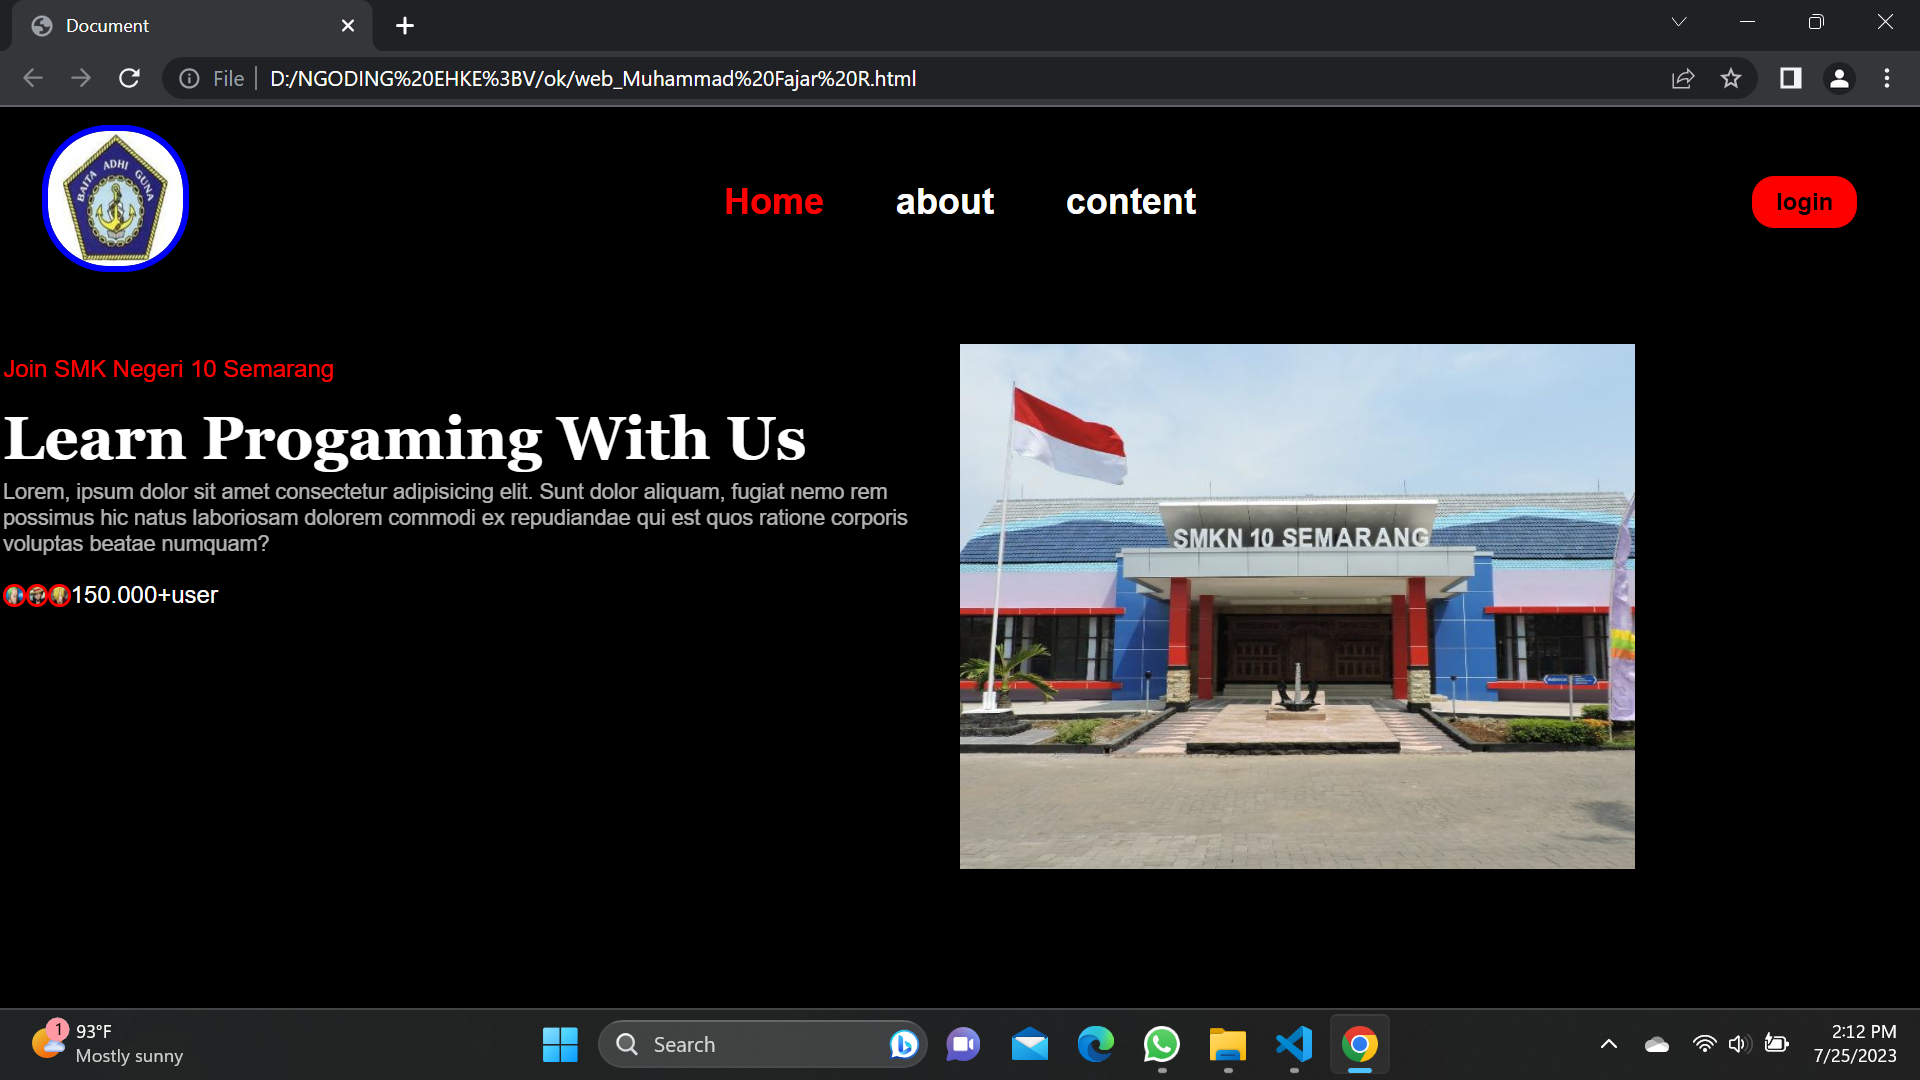 Document
File
D:/NGODING%20EHKE%3BV/ok/web_Muhammad%20Fajar%20R.html
BAITA ADHI GUNA
Home about content
login
Join SMK Negeri 10 Semarang
Learn Progaming With Us
Lorem, ipsum dolor sit amet consectetur adipisicing elit. Sunt dolor aliquam, fugiat nemo rem
possimus hic natus laboriosam dolorem commodi ex repudiandae qui est quos ratione corporis
voluptas beatae numquam?
150.000+user
SMKN 10 SEMARANG
1
93°F
Mostly sunny
Search
2:12 PM
7/25/2023